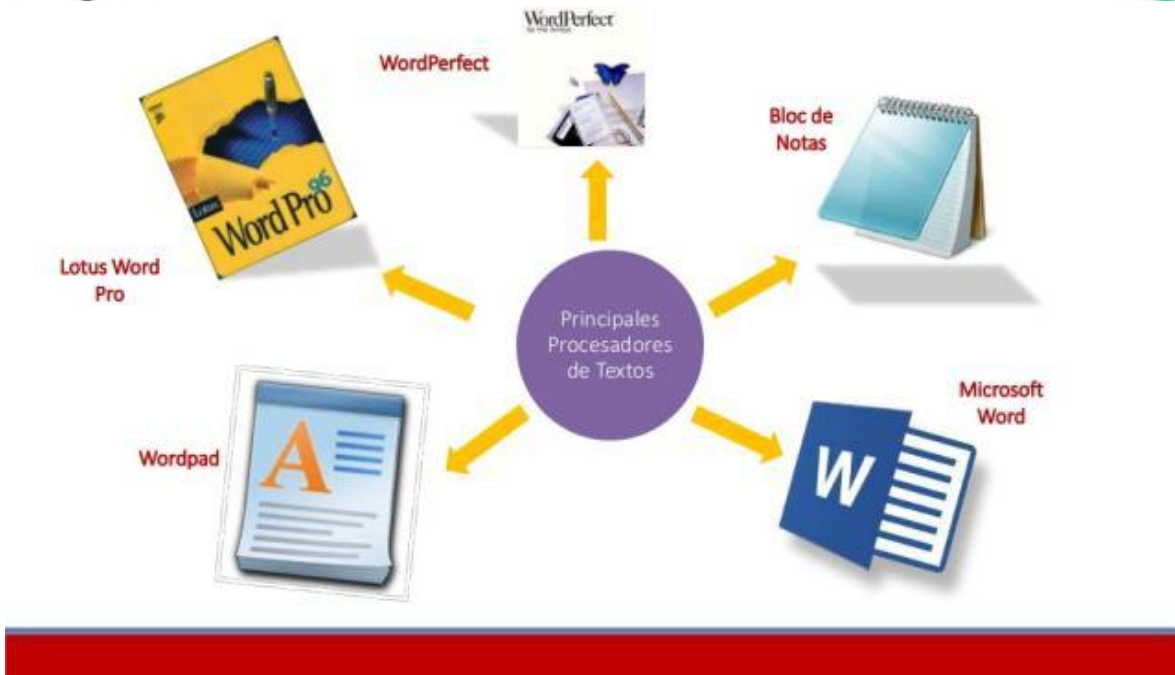 WordPerfect
WordPerfect
Bloc de
Notas
Lotus
Word Pro
96
Lotus Word
Pro
Principales
Procesadores
de Textos
Microsoft
Word
W
Wordpad
A